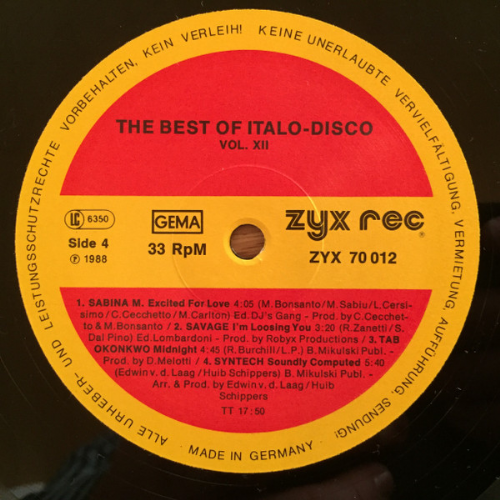 ALLE URHEBER- UND LEISTUNGSSCHUTZRECHTE VORBEHALTEN, KEIN VERLEIH! KEINE UNERLAUBTE VERVIELFÄLTIGUNG, VERMIETUNG, AUFFÜHRUNG, SENDUNG!
THE BEST OF ITALO-DISCO
VOL. XII
LC 6350
GEMA
zyx rec®
Side 4
33 RpM
ZYX 70 012
Ⓟ 1988
1. SABINA M. Excited For Love 4:05 (M.Bonsanto/M.Sabiu/L.Cersi-
simo/C.Cecchetto/M.Carlton) Ed.DJ's Gang - Prod. by C.Cecchet-
to & M.Bonsanto / 2. SAVAGE I'm Loosing You 3:20 (R.Zanetti/S.
Dal Pino) Ed.Lombardoni - Prod. by Robyx Productions / 3. TAB
OKONKWO Midnight 4:45 (R.Burchill/L.P.) B.Mikulski Publ. -
Prod. by D.Melotti / 4. SYNTECH Soundly Computed 5:40
(Edwin v. d. Laag/Huib Schippers) B.Mikulski Publ. -
Arr. & Prod. by Edwin v. d. Laag/Huib
Schippers
TT 17:50
MADE IN GERMANY